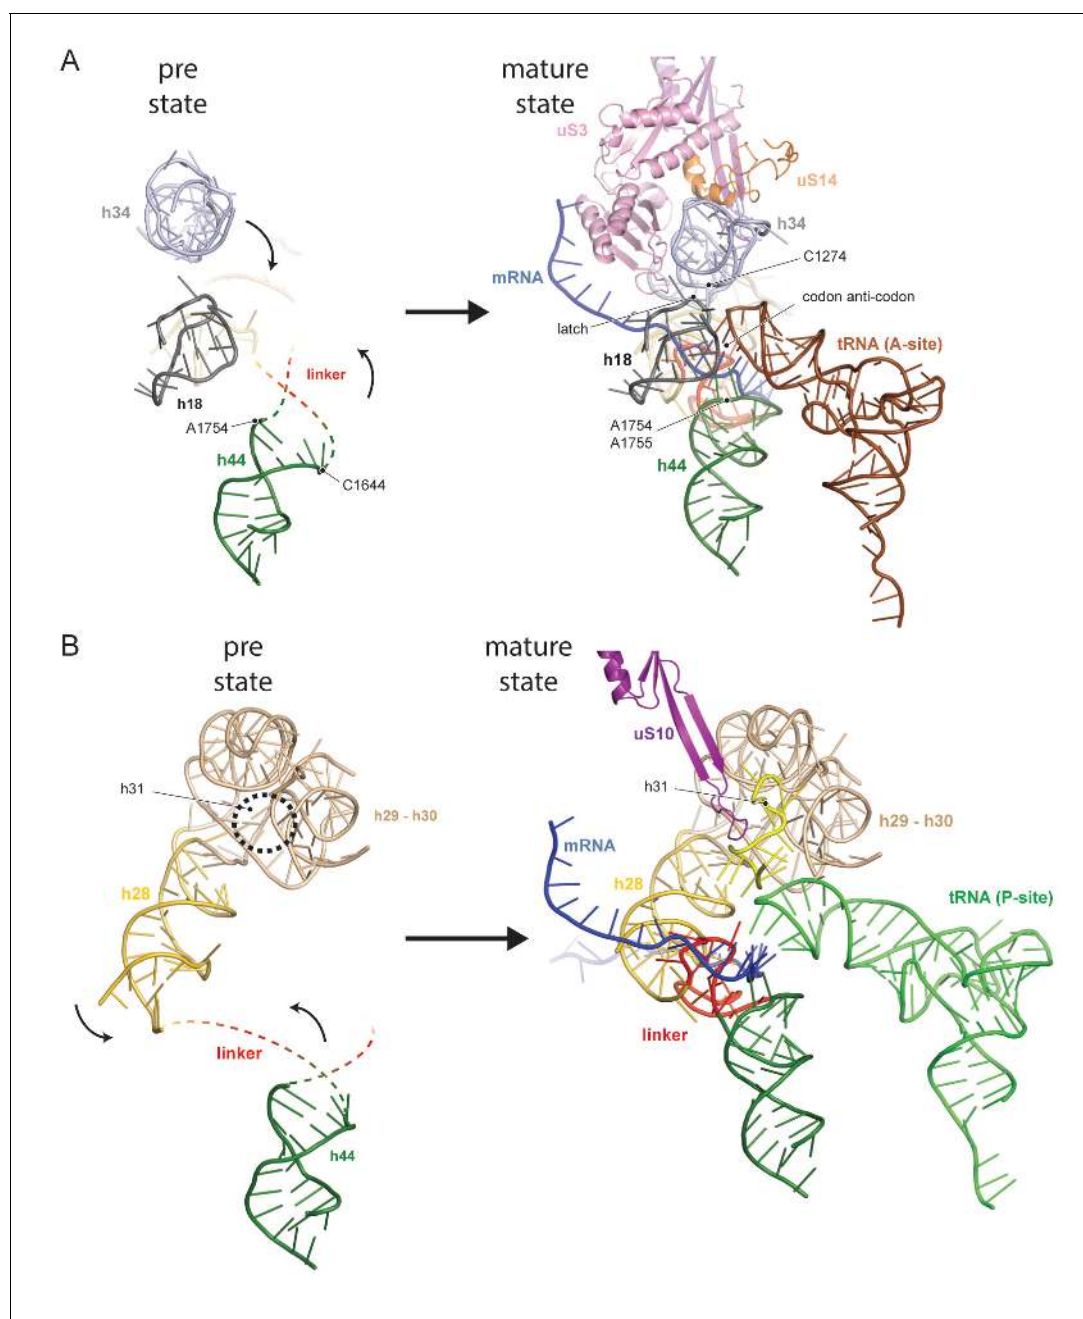 A
pre
state
mature
state
uS3
uS14
h34
h34
C1274
mRNA
codon anti-codon
latch
tRNA (A-site)
linker
h18
h18
A1754
A1754
A1755
h44
h44
C1644
B
pre
state
mature
state
uS10
h31
h31
h29 - h30
h29 - h30
mRNA
h28
h28
tRNA (P-site)
linker
linker
h44